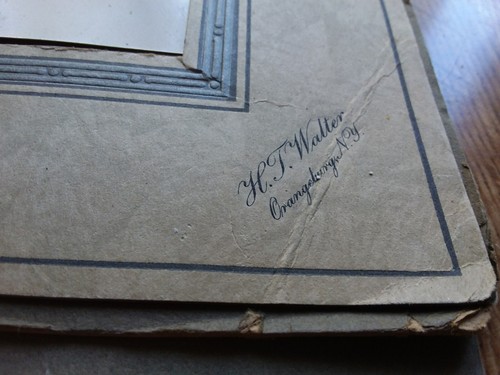 H. T. Walter
Orangeburg, N.Y.